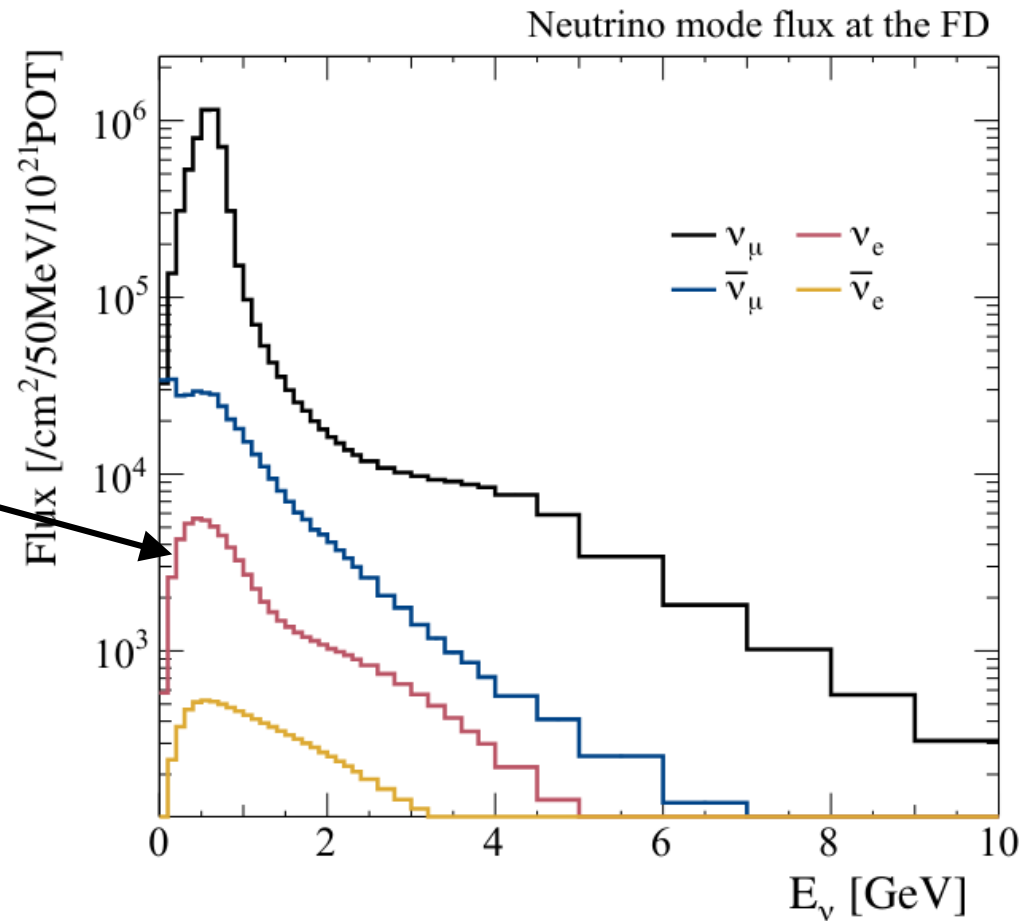 Neutrino mode flux at the FD
Flux [/cm²/50MeV/10²¹POT]
10⁶
10⁵
10⁴
10³
ν_μ ν_e
ν̅_μ ν̅_e
0 2 4 6 8 10
E_ν [GeV]